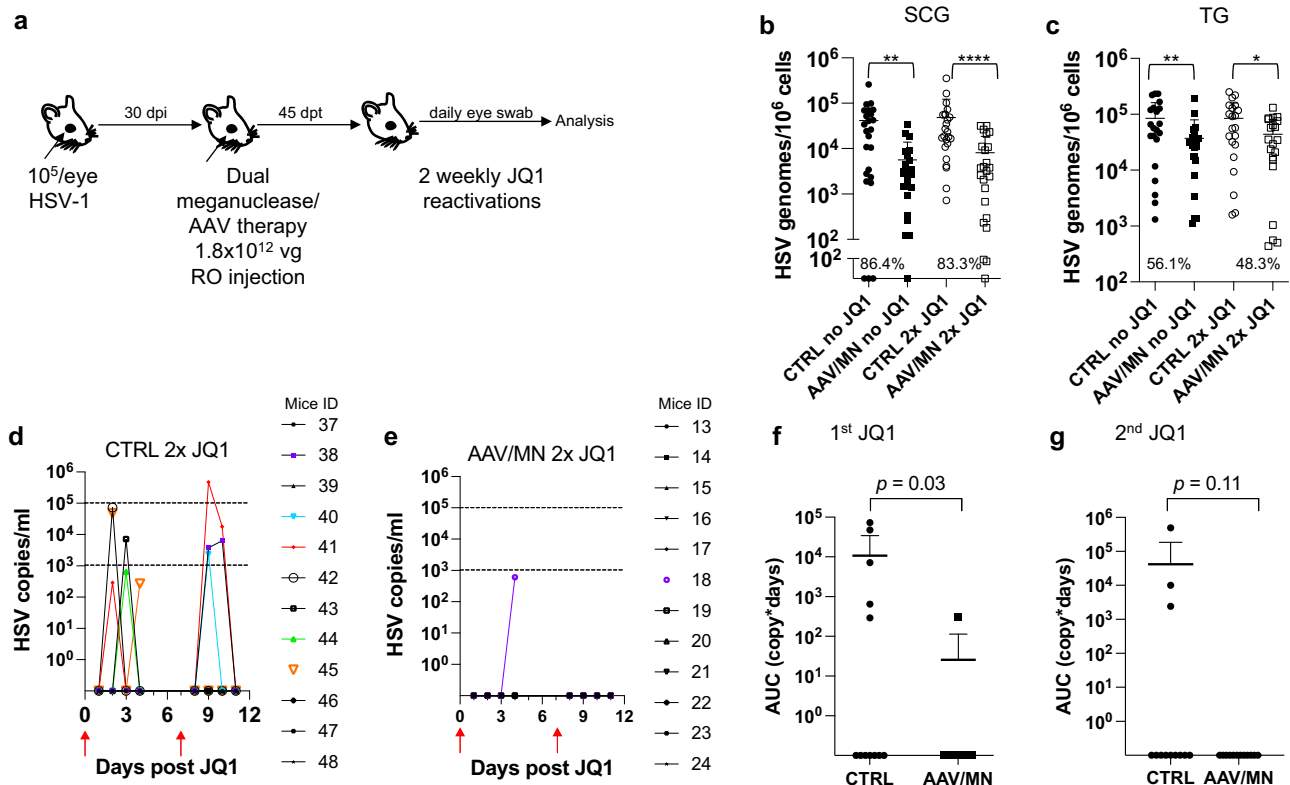 a
30 dpi
45 dpt
daily eye swab
Analysis
10⁵/eye
HSV-1
Dual
meganuclease/
AAV therapy
1.8x10¹² vg
RO injection
2 weekly JQ1
reactivations
b
SCG
HSV genomes/10⁶ cells
10⁶
10⁵
10⁴
10³
10²
10¹
** ****
86.4% 83.3%
CTRL no JQ1
AAV/MN no JQ1
CTRL 2x JQ1
AAV/MN 2x JQ1
c
TG
HSV genomes/10⁶ cells
10⁶
10⁵
10⁴
10³
10²
** *
56.1% 48.3%
CTRL no JQ1
AAV/MN no JQ1
CTRL 2x JQ1
AAV/MN 2x JQ1
d
CTRL 2x JQ1
HSV copies/ml
10⁶
10⁵
10⁴
10³
10²
10¹
10⁰
0 3 6 9 12
Days post JQ1
Mice ID
37
38
39
40
41
42
43
44
45
46
47
48
e
AAV/MN 2x JQ1
HSV copies/ml
10⁶
10⁵
10⁴
10³
10²
10¹
10⁰
0 3 6 9 12
Days post JQ1
Mice ID
13
14
15
16
17
18
19
20
21
22
23
24
f
1st JQ1
p = 0.03
AUC (copy*days)
10⁵
10⁴
10³
10²
10¹
10⁰
CTRL AAV/MN
g
2nd JQ1
p = 0.11
AUC (copy*days)
10⁶
10⁵
10⁴
10³
10²
10¹
10⁰
CTRL AAV/MN